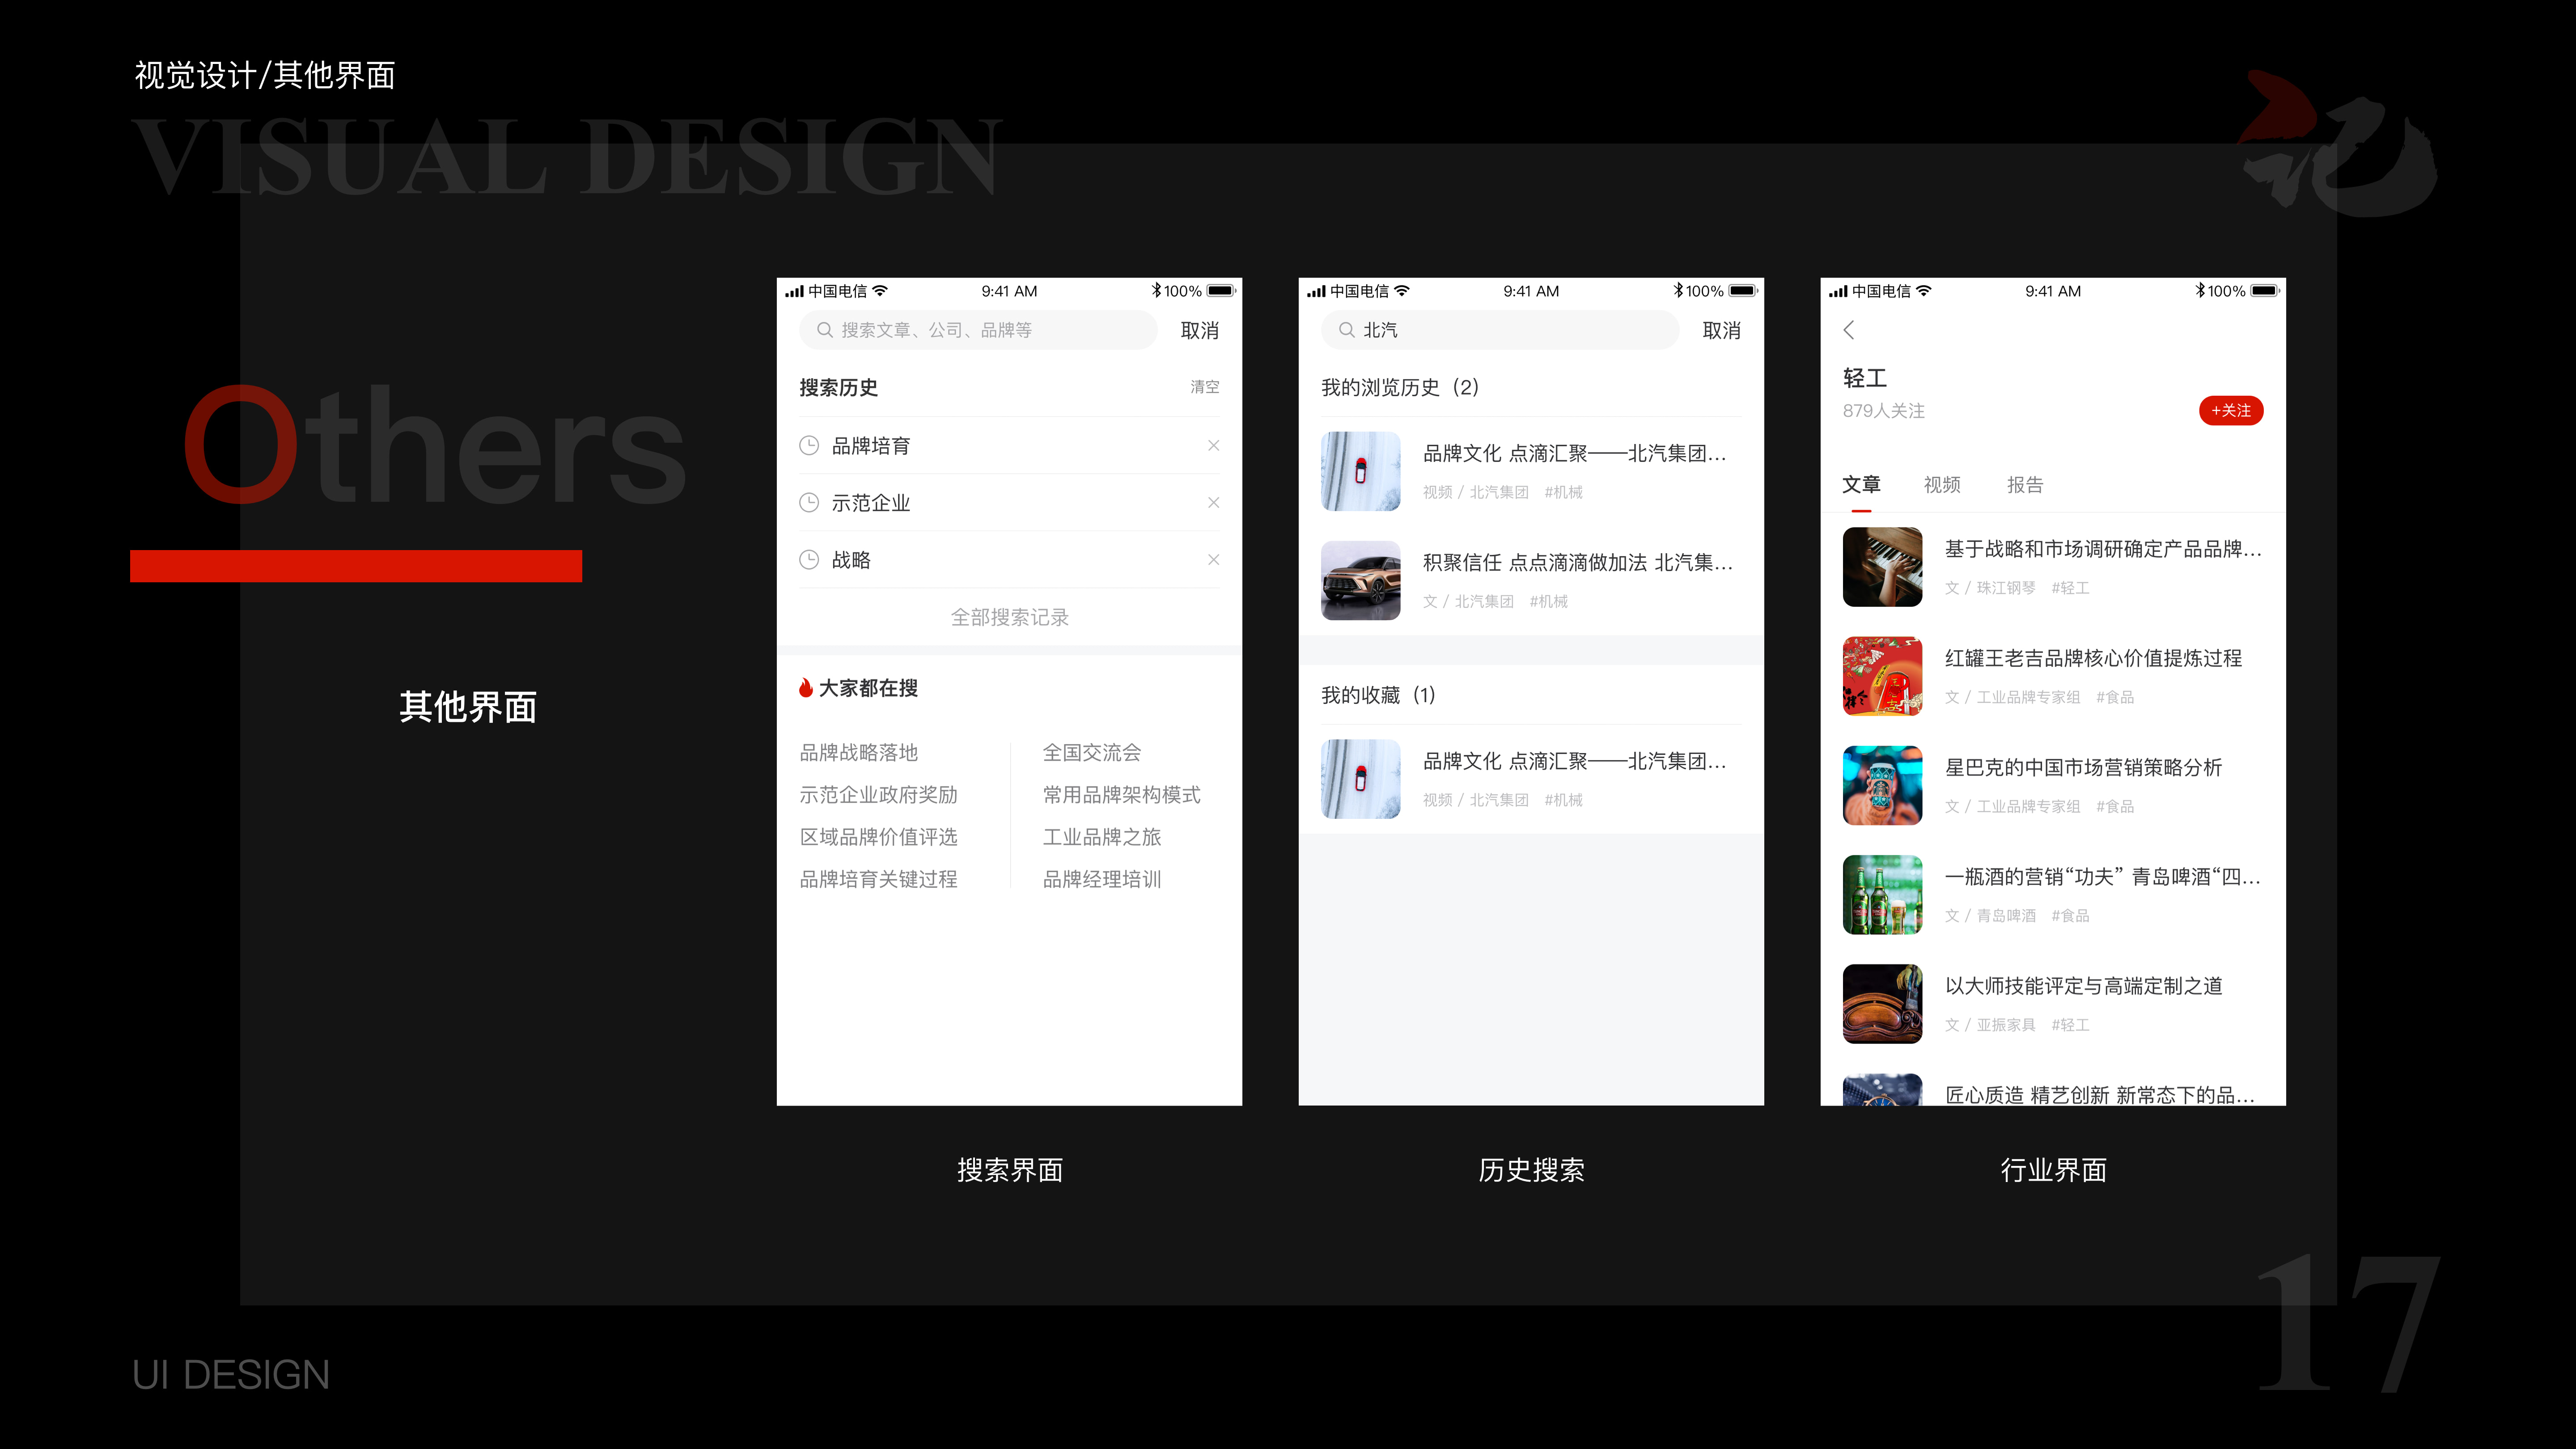 视觉设计/其他界面
VISUAL DESIGN
记
Others
其他界面
中国电信 9:41 AM 100%
搜索文章、公司、品牌等 取消
搜索历史 清空
品牌培育
示范企业
战略
全部搜索记录
大家都在搜
品牌战略落地 全国交流会
示范企业政府奖励 常用品牌架构模式
区域品牌价值评选 工业品牌之旅
品牌培育关键过程 品牌经理培训
搜索界面
中国电信 9:41 AM 100%
北汽 取消
我的浏览历史（2）
品牌文化 点滴汇聚——北汽集团...
视频 / 北汽集团 #机械
积聚信任 点点滴滴做加法 北汽集...
文 / 北汽集团 #机械
我的收藏（1）
品牌文化 点滴汇聚——北汽集团...
视频 / 北汽集团 #机械
历史搜索
中国电信 9:41 AM 100%
轻工
879人关注 +关注
文章 视频 报告
基于战略和市场调研确定产品品牌...
文 / 珠江钢琴 #轻工
红罐王老吉品牌核心价值提炼过程
文 / 工业品牌专家组 #食品
星巴克的中国市场营销策略分析
文 / 工业品牌专家组 #食品
一瓶酒的营销“功夫” 青岛啤酒“四...
文 / 青岛啤酒 #食品
以大师技能评定与高端定制之道
文 / 亚振家具 #轻工
匠心质造 精艺创新 新常态下的品...
行业界面
UI DESIGN
17